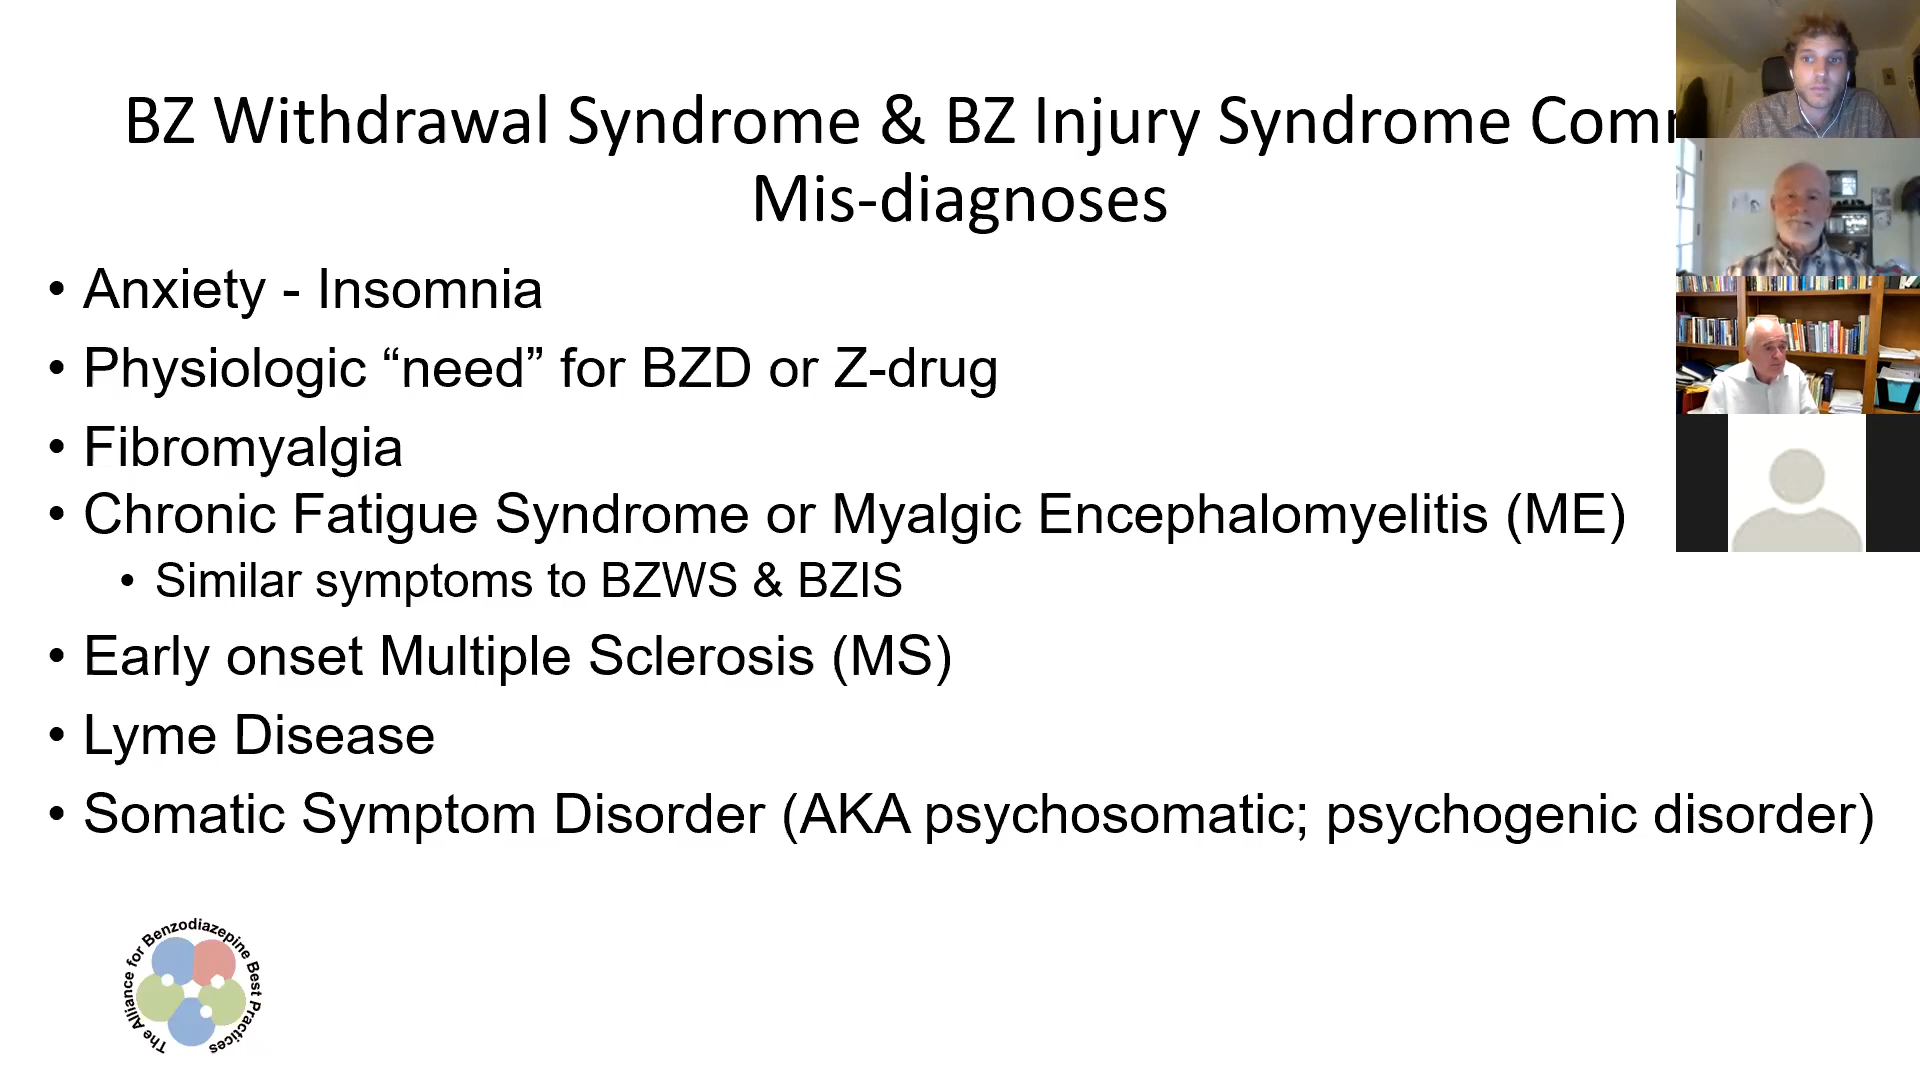 BZ Withdrawal Syndrome & BZ Injury Syndrome
Mis-diagnoses
• Anxiety - Insomnia
• Physiologic “need” for BZD or Z-drug
• Fibromyalgia
• Chronic Fatigue Syndrome or Myalgic Encephalomyelitis (ME)
• Similar symptoms to BZWS & BZIS
• Early onset Multiple Sclerosis (MS)
• Lyme Disease
• Somatic Symptom Disorder (AKA psychosomatic; psychogenic disorder)
The Alliance for Benzodiazepine Best Practices